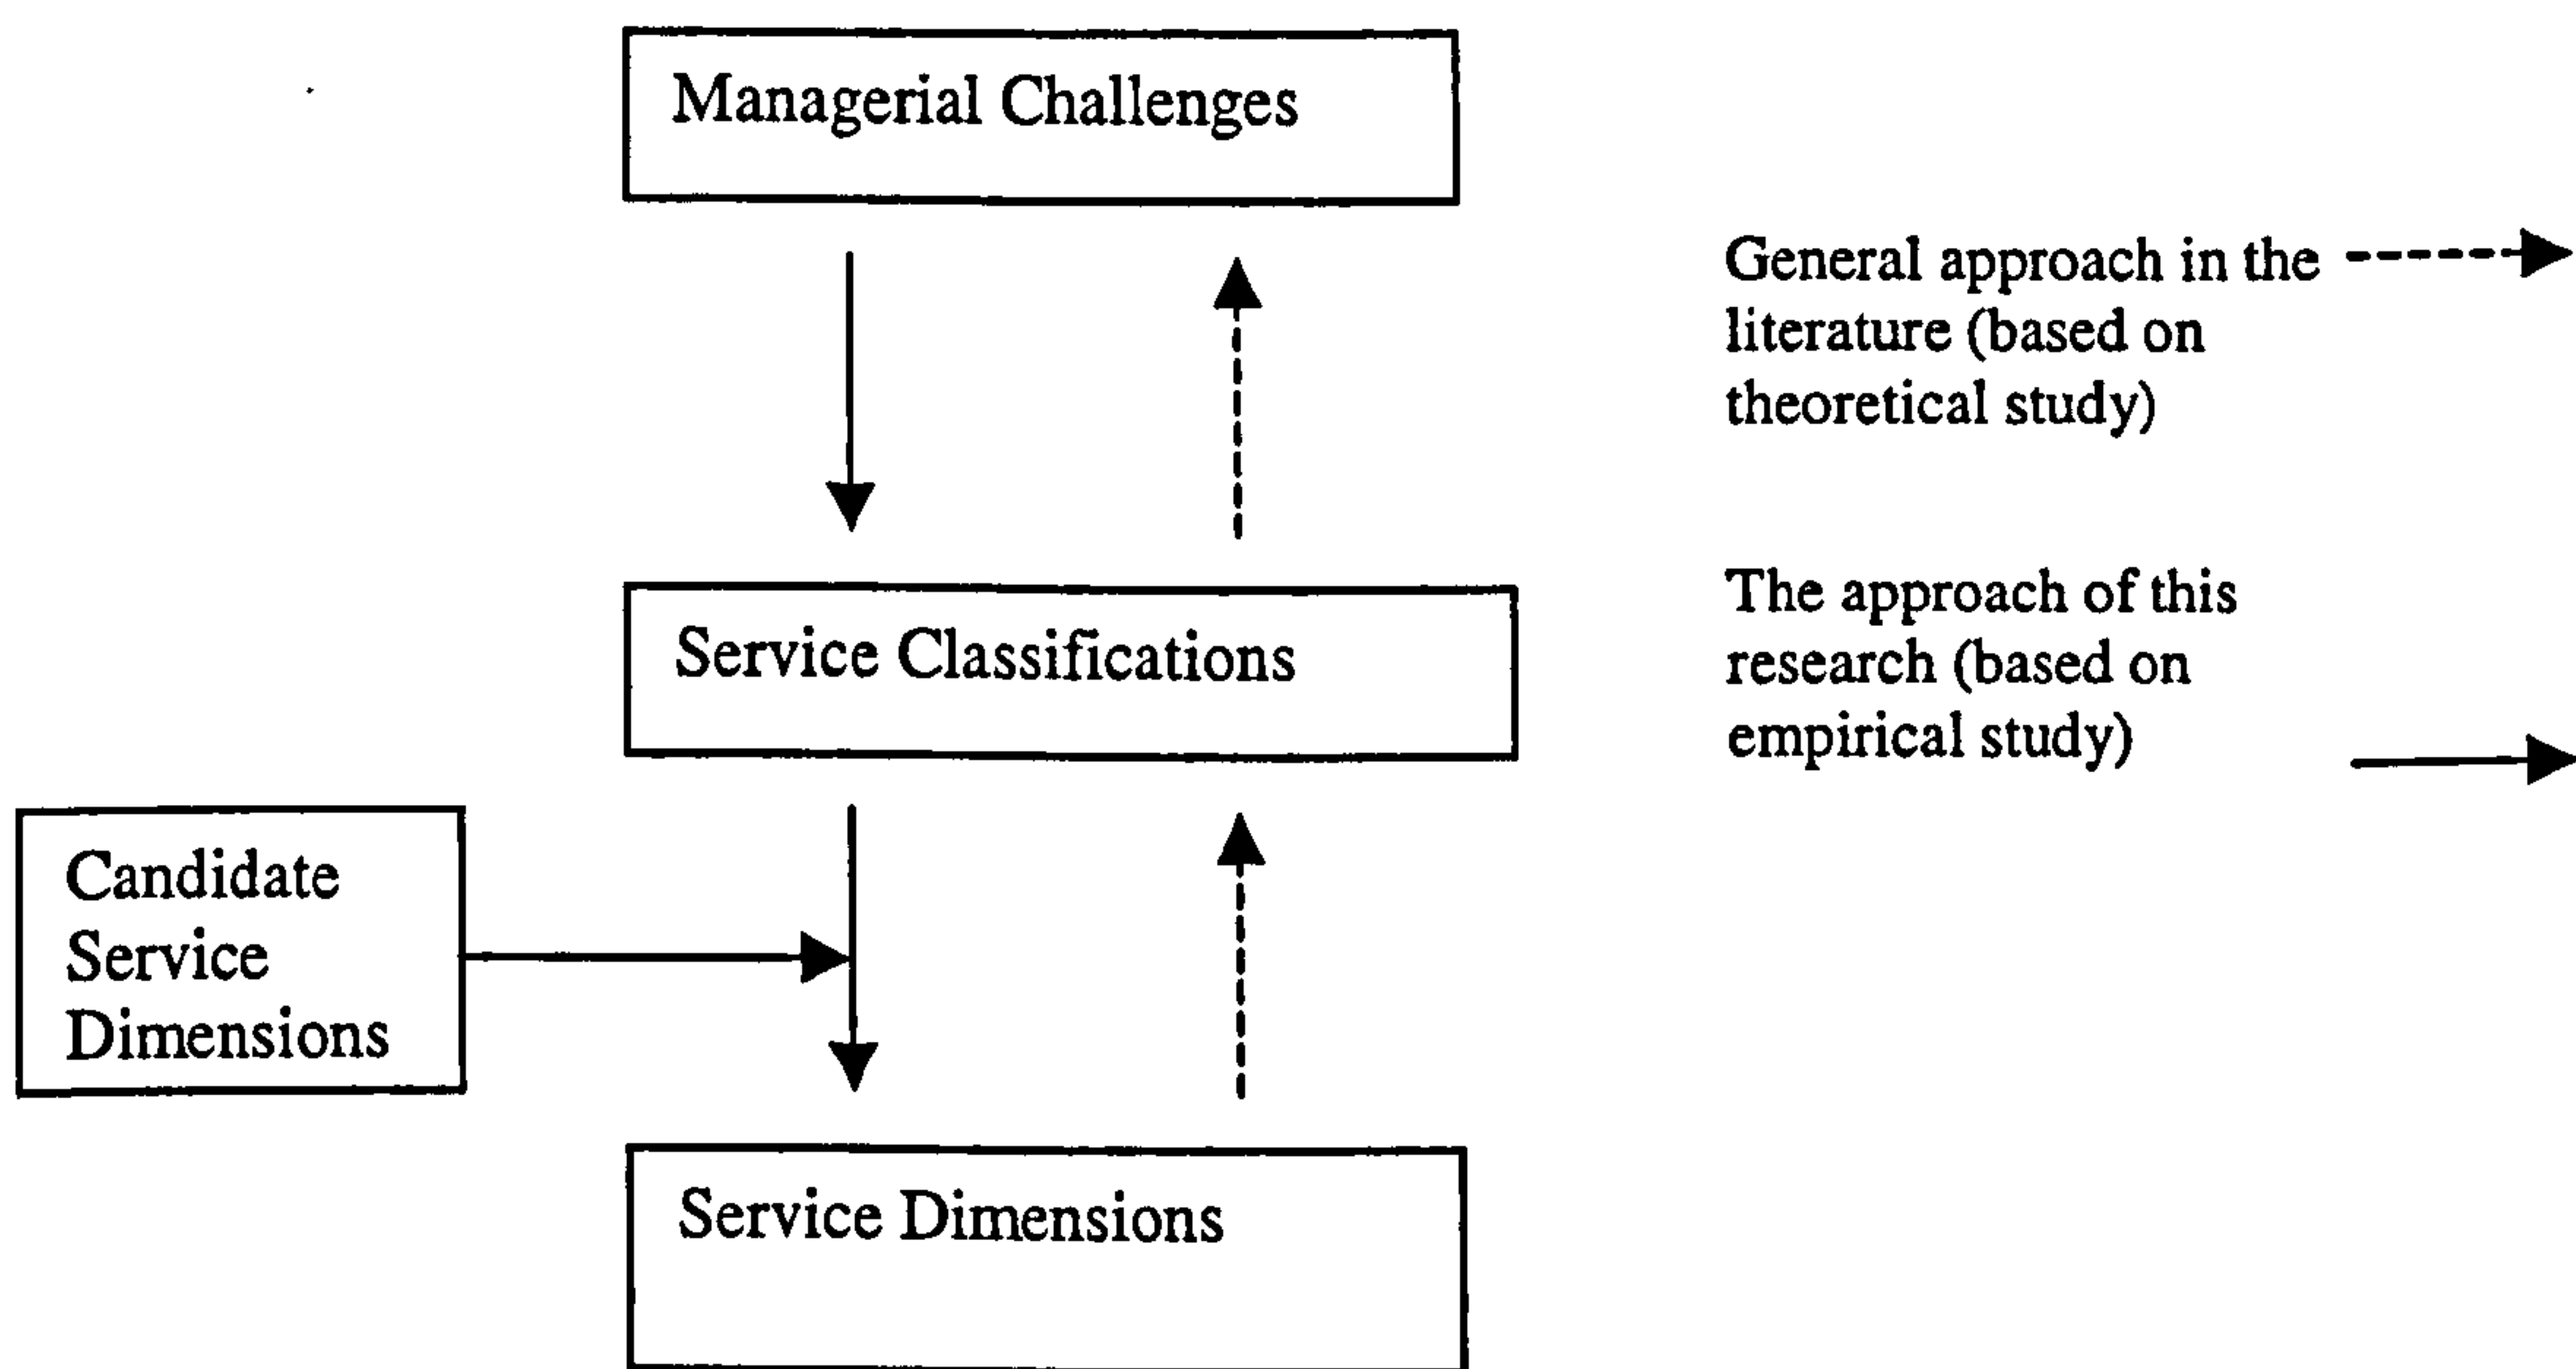 Managerial Challenges
General approach in the
literature (based on
theoretical study)
The approach of this
research (based on
empirical study)
Service Classifications
Candidate
Service
Dimensions
Service Dimensions